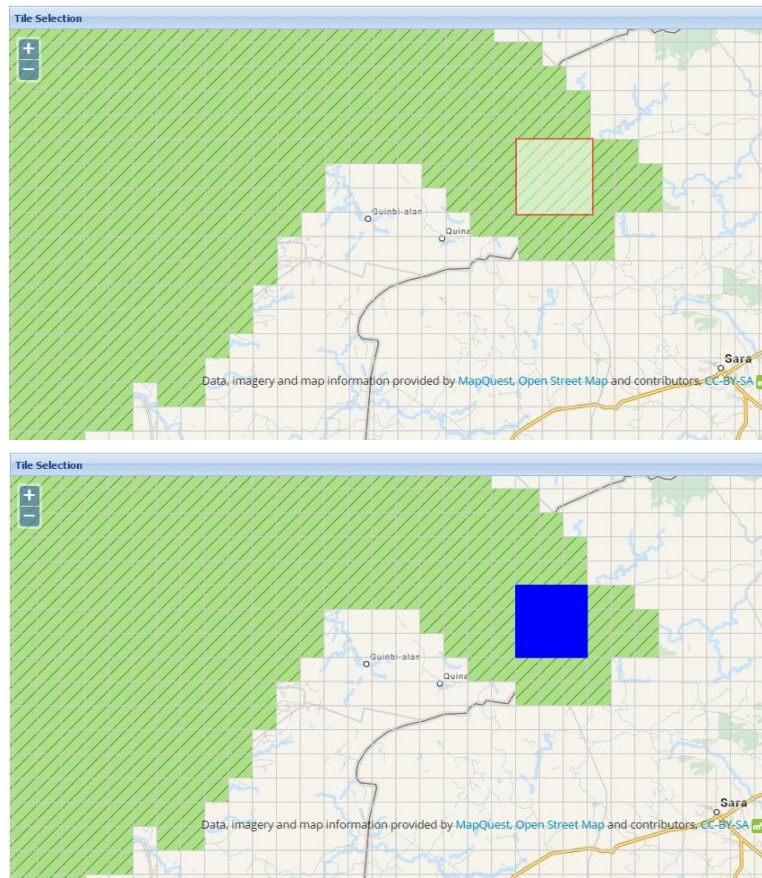 Tile Selection
+
−
Guinbi-alan
Quina
Sara
Data, imagery and map information provided by MapQuest, Open Street Map and contributors, CC-BY-SA
Tile Selection
+
−
Guinbi-alan
Quina
Sara
Data, imagery and map information provided by MapQuest, Open Street Map and contributors, CC-BY-SA